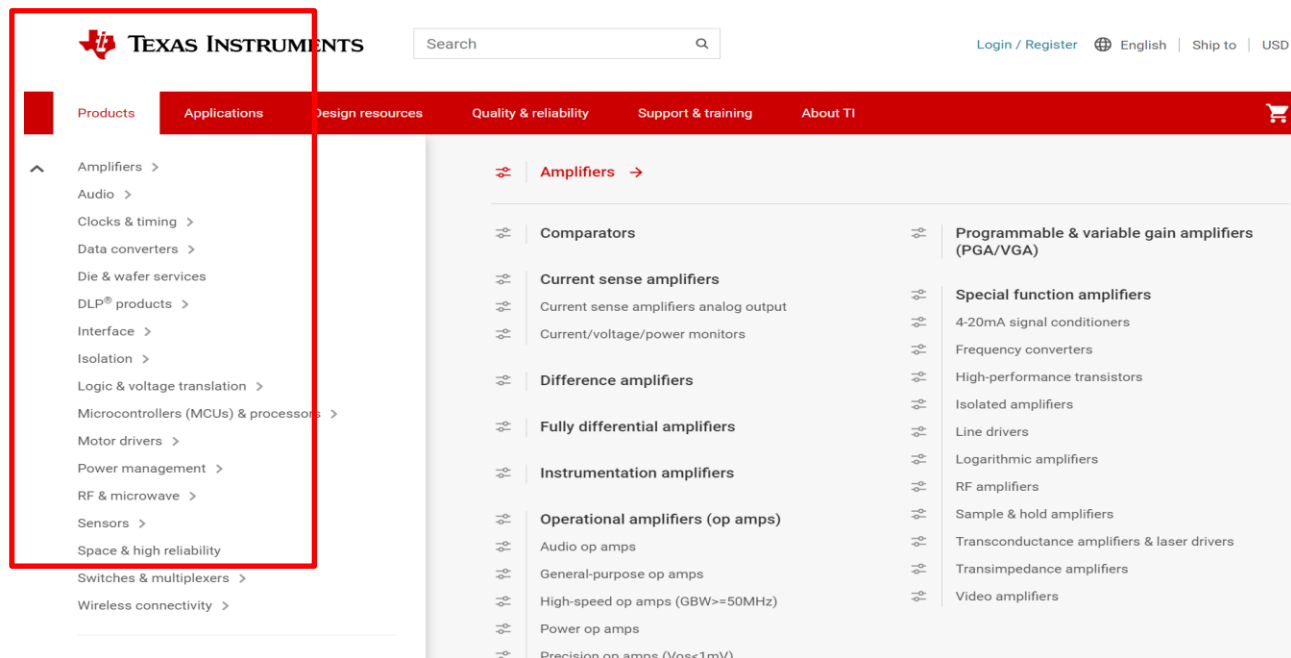 TEXAS INSTRUMENTS
Search
Login / Register English | Ship to | USD
Products Applications Design resources Quality & reliability Support & training About TI
Amplifiers >
Audio >
Clocks & timing >
Data converters >
Die & wafer services
DLP® products >
Interface >
Isolation >
Logic & voltage translation >
Microcontrollers (MCUs) & processors >
Motor drivers >
Power management >
RF & microwave >
Sensors >
Space & high reliability
Switches & multiplexers >
Wireless connectivity >
Amplifiers →
Comparators
Current sense amplifiers
Current sense amplifiers analog output
Current/voltage/power monitors
Difference amplifiers
Fully differential amplifiers
Instrumentation amplifiers
Operational amplifiers (op amps)
Audio op amps
General-purpose op amps
High-speed op amps (GBW>=50MHz)
Power op amps
Precision op amps (Vos<1mV)
Programmable & variable gain amplifiers
(PGA/VGA)
Special function amplifiers
4-20mA signal conditioners
Frequency converters
High-performance transistors
Isolated amplifiers
Line drivers
Logarithmic amplifiers
RF amplifiers
Sample & hold amplifiers
Transconductance amplifiers & laser drivers
Transimpedance amplifiers
Video amplifiers